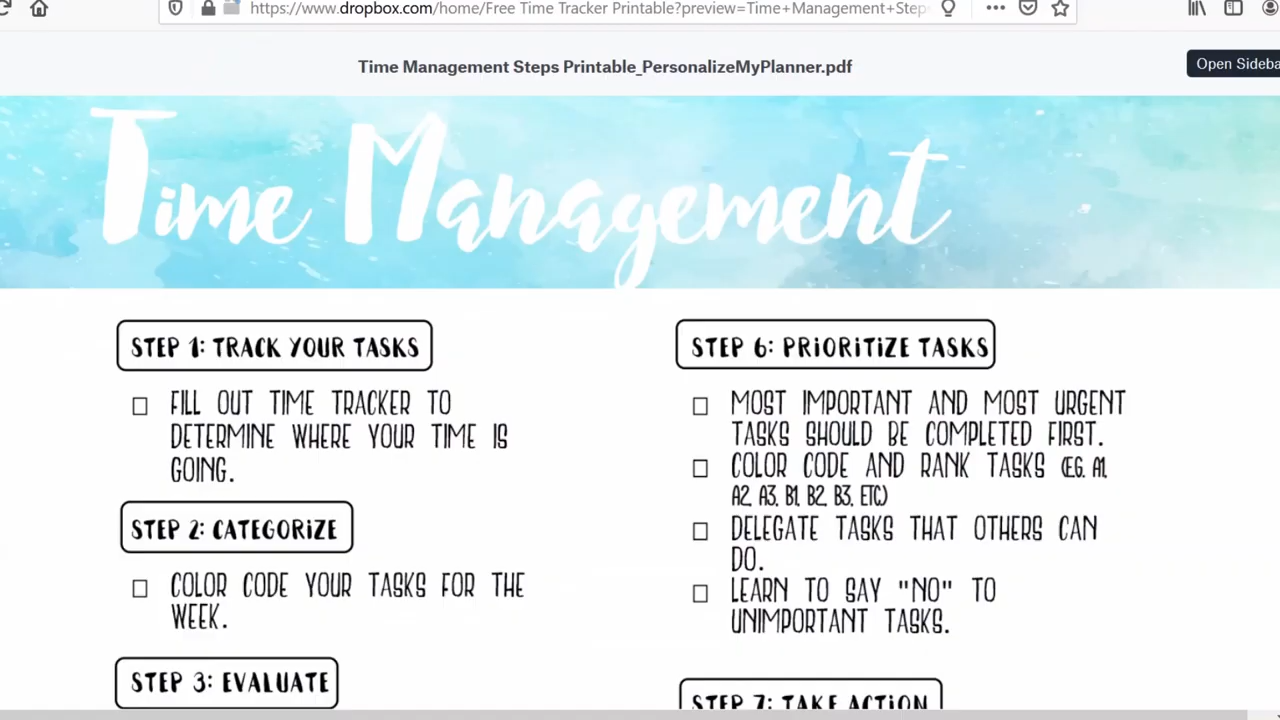 https://www.dropbox.com/home/Free Time Tracker Printable?preview=Time+Management+Step
Time Management Steps Printable_PersonalizeMyPlanner.pdf
Open Sideba
Time Management
STEP 1: TRACK YOUR TASKS
FILL OUT TIME TRACKER TO
DETERMINE WHERE YOUR TIME IS
GOING.
STEP 2: CATEGORIZE
COLOR CODE YOUR TASKS FOR THE
WEEK.
STEP 3: EVALUATE
STEP 6: PRiORiTiZE TASKS
MOST IMPORTANT AND MOST URGENT
TASKS SHOULD BE COMPLETED FIRST.
COLOR CODE AND RANK TASKS (E.G. A1,
A2, A3, B1, B2, B3, ETC)
DELEGATE TASKS THAT OTHERS CAN
DO.
LEARN TO SAY "NO" TO
UNIMPORTANT TASKS.
STEP 7: TAKE ACTiON